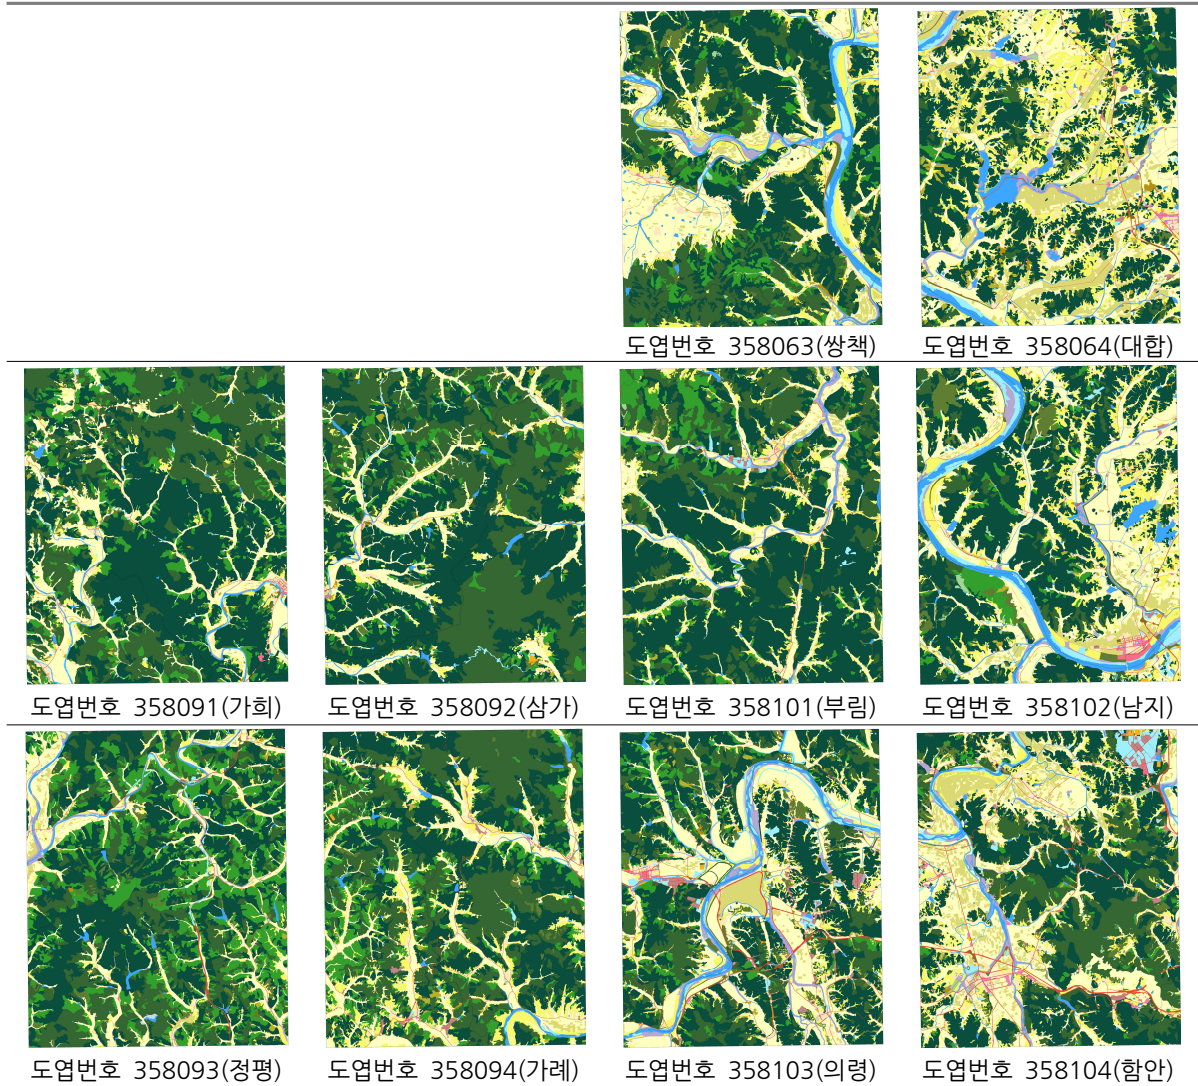 도엽번호 358063(쌍책) 도엽번호 358064(대합)
도엽번호 358091(가회) 도엽번호 358092(삼가) 도엽번호 358101(부림) 도엽번호 358102(남지)
도엽번호 358093(정평) 도엽번호 358094(가례) 도엽번호 358103(의령) 도엽번호 358104(함안)